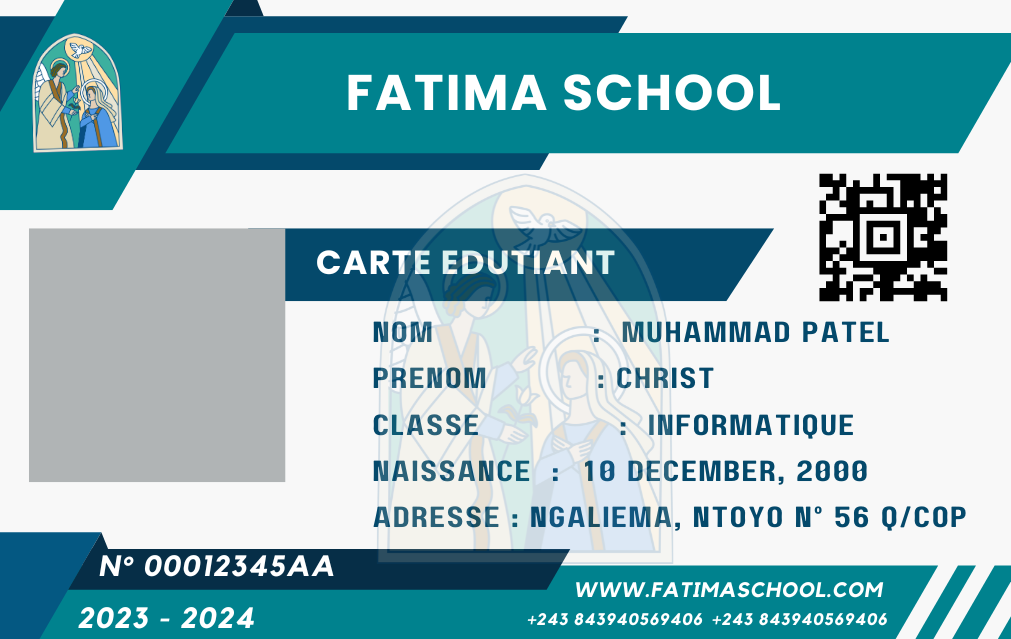 FATIMA SCHOOL
CARTE EDUTIANT
NOM : MUHAMMAD PATEL
PRENOM : CHRIST
CLASSE : INFORMATIQUE
NAISSANCE : 10 DECEMBER, 2000
ADRESSE : NGALIEMA, NTOYO N° 56 Q/COP
N° 00012345AA
2023 - 2024
WWW.FATIMASCHOOL.COM
+243 843940569406 +243 843940569406